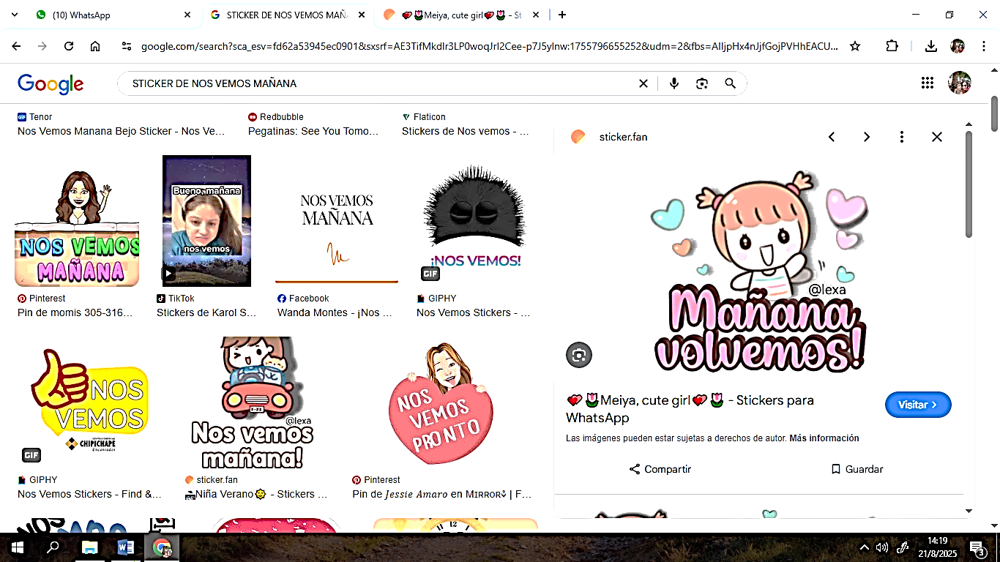 (10) WhatsApp
STICKER DE NOS VEMOS MAÑA
Meiya, cute girl - St
google.com/search?sca_esv=fd62a53945ec0901&sxsrf=AE3TifMkdIr3LP0woqJrI2Cee-p7J5ylnw:1755796655252&udm=2&fbs=AIIjpHx4nJjfGojPVHhEACU...
Google
STICKER DE NOS VEMOS MAÑANA
Tenor
Nos Vemos Manana Bejo Sticker - Nos Ve...
Redbubble
Pegatinas: See You Tomo...
Flaticon
Stickers de Nos vemos - ...
NOS VEMOS
MAÑANA
Pinterest
Pin de momis 305-316...
Bueno, mañana
nos vemos
TikTok
Stickers de Karol S...
NOS VEMOS
MAÑANA
Facebook
Wanda Montes - ¡Nos ...
¡NOS VEMOS!
GIF
GIPHY
Nos Vemos Stickers - ...
NOS
VEMOS
CHIPICHAPE
GIF
GIPHY
Nos Vemos Stickers - Find &...
@lexa
Nos vemos
mañana!
sticker.fan
Niña Verano - Stickers ...
NOS
VEMOS
PRONTO
Pinterest
Pin de Jessie Amaro en Mɪʀʀᴏʀ | F...
12
sticker.fan
@lexa
Mañana
volvemos!
Meiya, cute girl - Stickers para
WhatsApp
Visitar
Las imágenes pueden estar sujetas a derechos de autor. Más información
Compartir
Guardar
14:19
21/8/2025
3